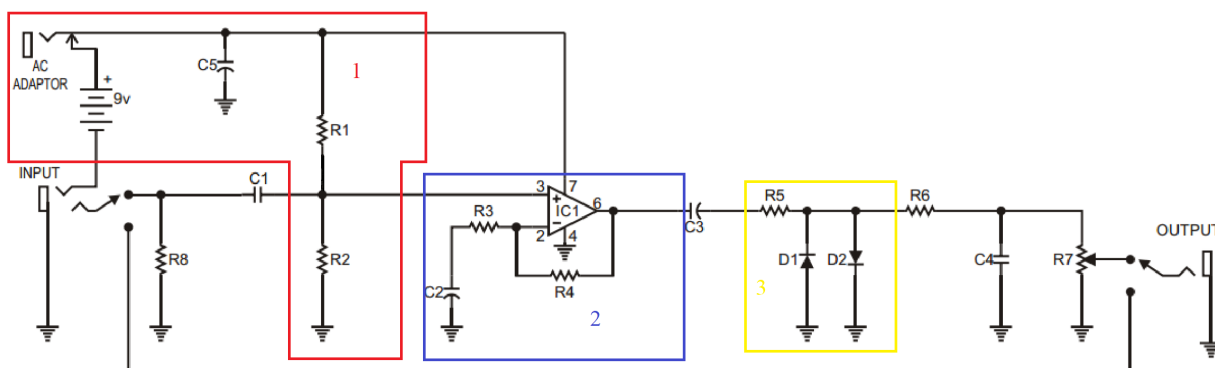 1
AC
ADAPTOR
+
9v
C5
R1
INPUT
C1
R8
R2
3
7
+
IC1
6
2
−
4
R3
R4
C2
2
C3
R5
D1
D2
3
R6
C4
R7
OUTPUT